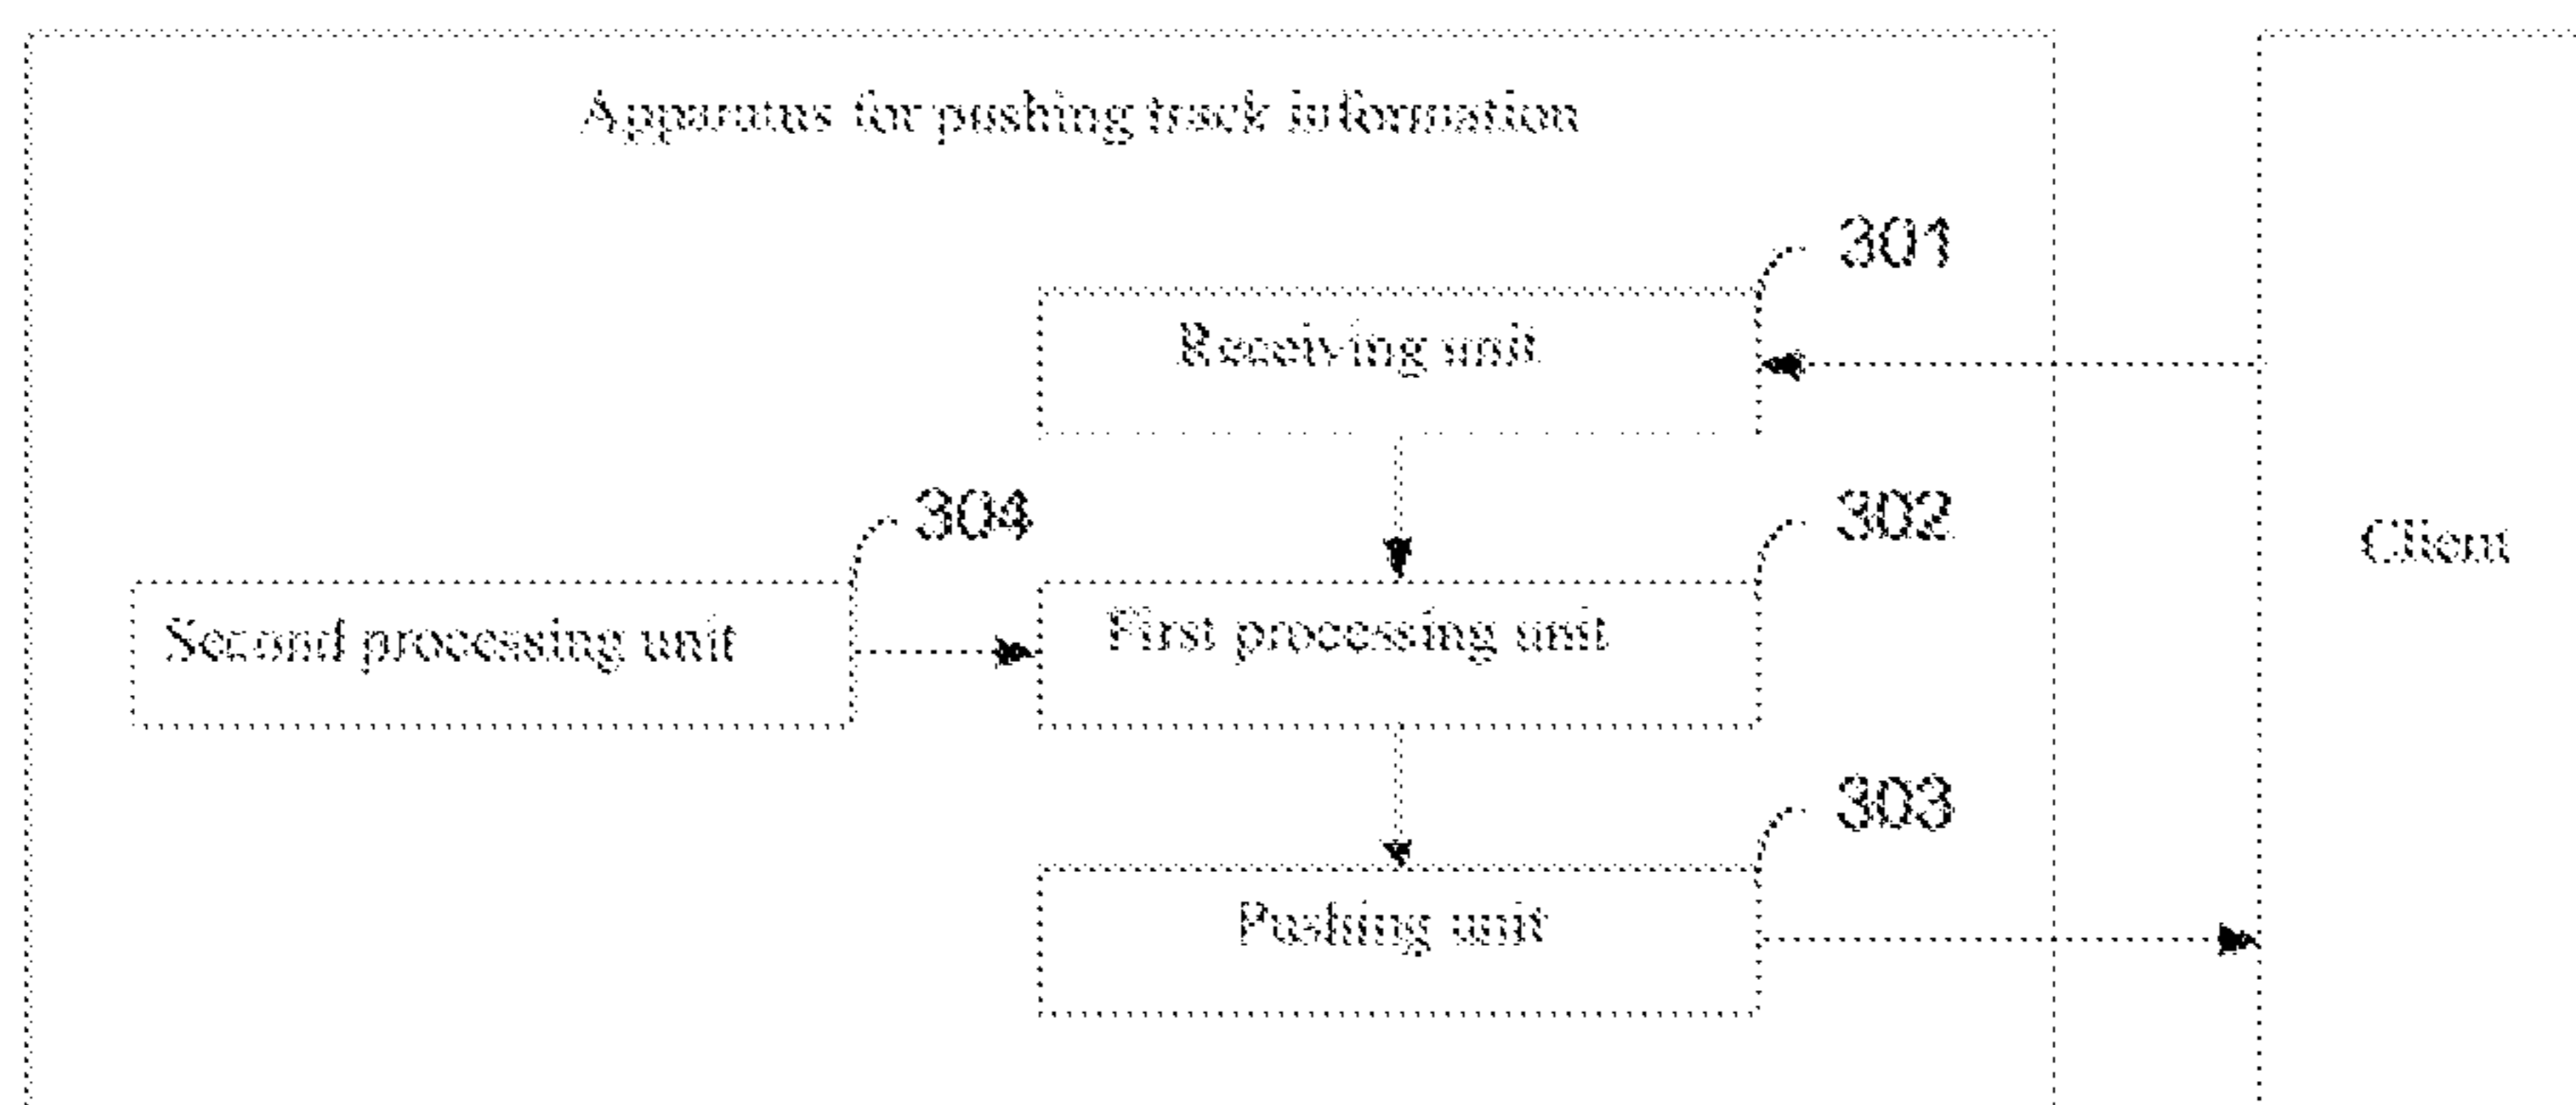 Apparatus for pushing track information
301
Receiving unit
304
302
Client
Second processing unit
First processing unit
303
Pushing unit